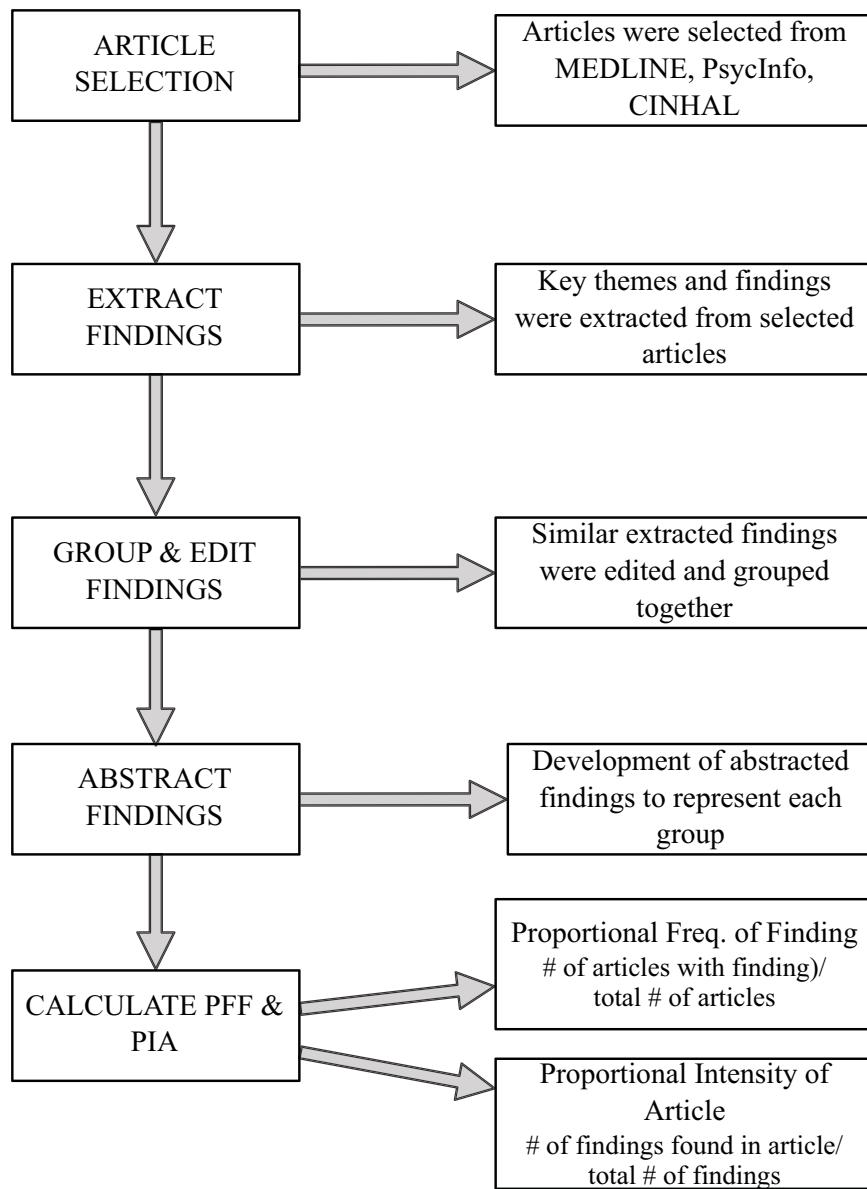 ARTICLE
SELECTION
Articles were selected from
MEDLINE, PsycInfo,
CINHAL
EXTRACT
FINDINGS
Key themes and findings
were extracted from selected
articles
GROUP & EDIT
FINDINGS
Similar extracted findings
were edited and grouped
together
ABSTRACT
FINDINGS
Development of abstracted
findings to represent each
group
CALCULATE PFF &
PIA
Proportional Freq. of Finding
# of articles with finding)/
total # of articles
Proportional Intensity of
Article
# of findings found in article/
total # of findings